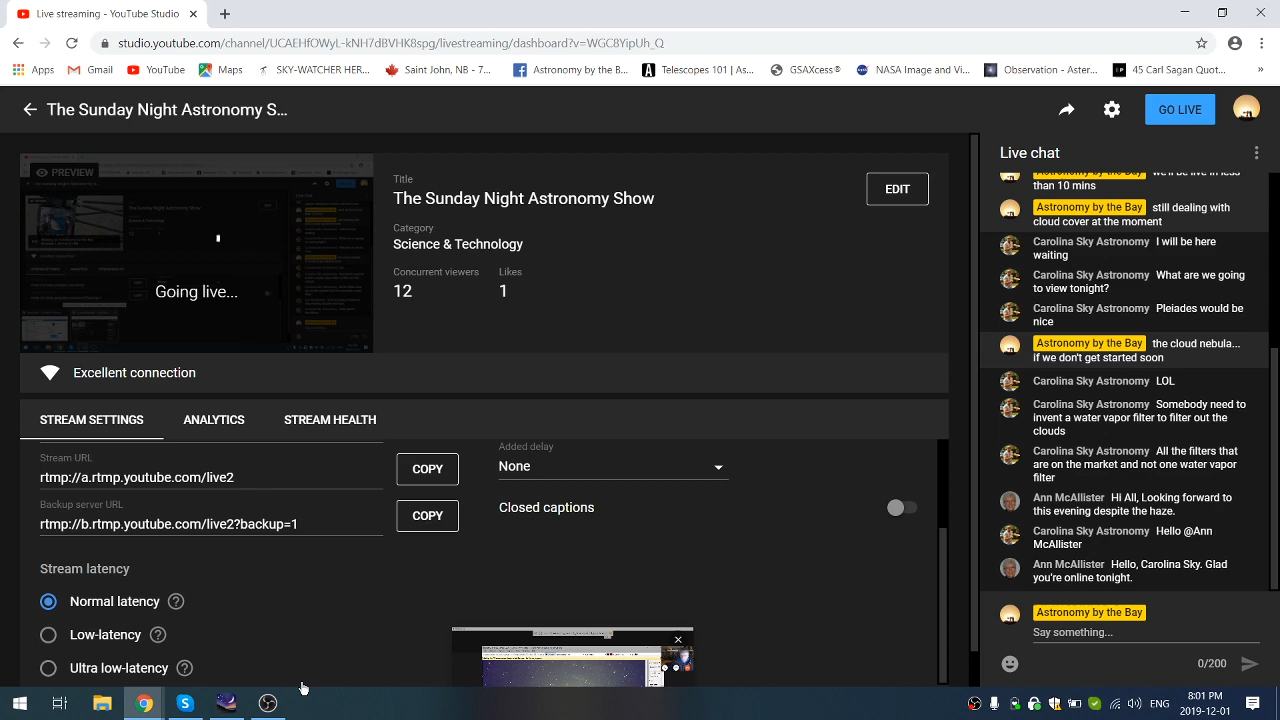 Live streaming - YouTube Studio
studio.youtube.com/channel/UCAEHfOWyL-kNH7dBVHK8spg/livestreaming/dashboard?v=WGC8YipUh_Q
Apps Gmail YouTube Maps SKY-WATCHER HER... Saint John, NB - 7... Astronomy by the B... Telescopes 101 | As... GSAXcess® NASA Image and Vi... Observation - Aster... 45 Carl Sagan Quot... »
The Sunday Night Astronomy S...
GO LIVE
PREVIEW
Going live...
Title
The Sunday Night Astronomy Show
EDIT
Category
Science & Technology
Concurrent viewers Likes
12 1
Excellent connection
STREAM SETTINGS ANALYTICS STREAM HEALTH
Stream URL
rtmp://a.rtmp.youtube.com/live2
COPY
Backup server URL
rtmp://b.rtmp.youtube.com/live2?backup=1
COPY
Added delay
None
Closed captions
Stream latency
Normal latency ?
Low-latency ?
Ultra low-latency ?
Live chat
Astronomy by the Bay we'll be live in less
than 10 mins
Astronomy by the Bay still dealing with
cloud cover at the moment
Carolina Sky Astronomy I will be here
waiting
Carolina Sky Astronomy What are we going
to view tonight?
Carolina Sky Astronomy Pleiades would be
nice
Astronomy by the Bay the cloud nebula...
if we don't get started soon
Carolina Sky Astronomy LOL
Carolina Sky Astronomy Somebody need to
invent a water vapor filter to filter out the
clouds
Carolina Sky Astronomy All the filters that
are on the market and not one water vapor
filter
Ann McAllister Hi All, Looking forward to
this evening despite the haze.
Carolina Sky Astronomy Hello @Ann
McAllister
Ann McAllister Hello, Carolina Sky. Glad
you're online tonight.
Astronomy by the Bay
Say something...
0/200
ENG
8:01 PM
2019-12-01